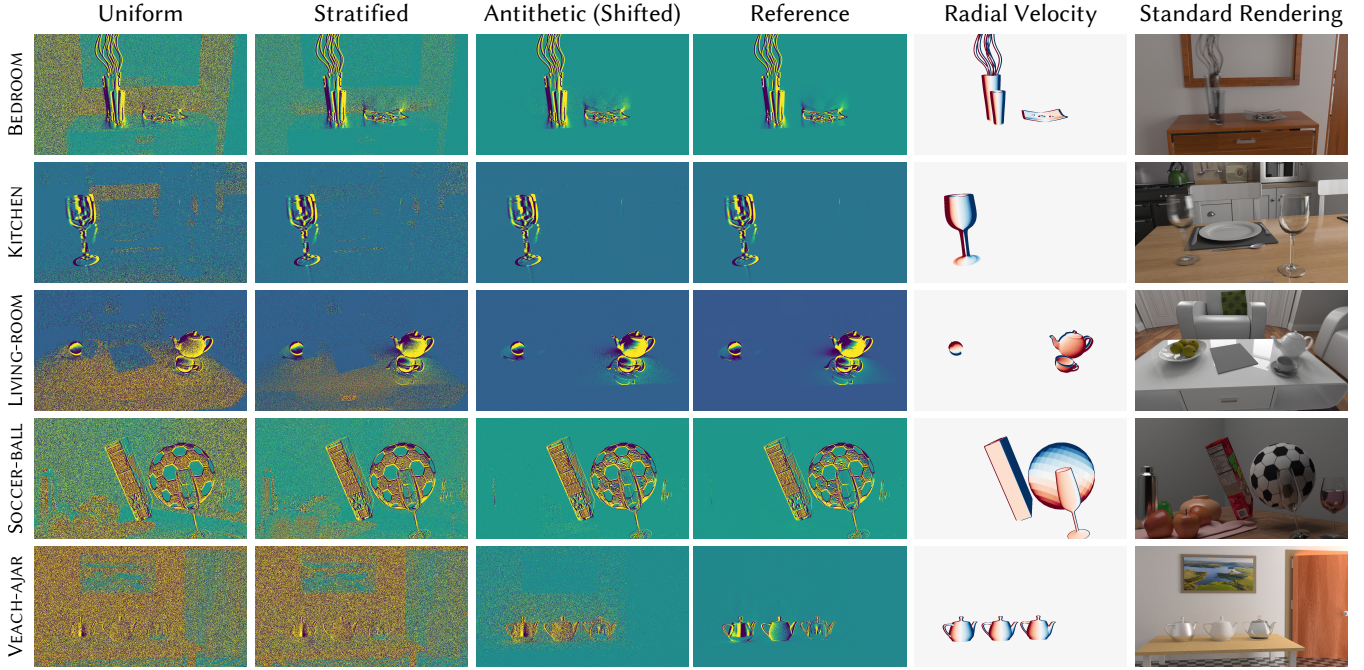 Uniform
Stratified
Antithetic (Shifted)
Reference
Radial Velocity
Standard Rendering
BEDROOM
KITCHEN
LIVING-ROOM
SOCCER-BALL
VEACH-AJAR